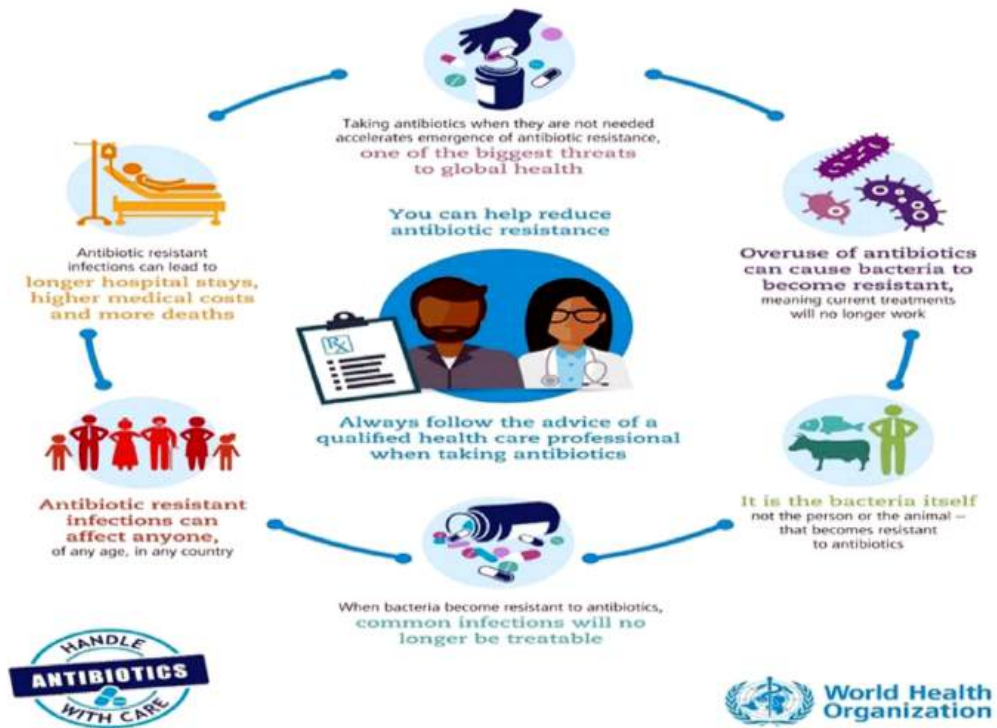 Taking antibiotics when they are not needed
accelerates emergence of antibiotic resistance,
one of the biggest threats
to global health
You can help reduce
antibiotic resistance
Overuse of antibiotics
can cause bacteria to
become resistant,
meaning current treatments
will no longer work
Antibiotic resistant
infections can lead to
longer hospital stays,
higher medical costs
and more deaths
Rx
Always follow the advice of a
qualified health care professional
when taking antibiotics
It is the bacteria itself
not the person or the animal –
that becomes resistant
to antibiotics
Antibiotic resistant
infections can
affect anyone,
of any age, in any country
When bacteria become resistant to antibiotics,
common infections will no
longer be treatable
HANDLE
ANTIBIOTICS
WITH CARE
World Health
Organization